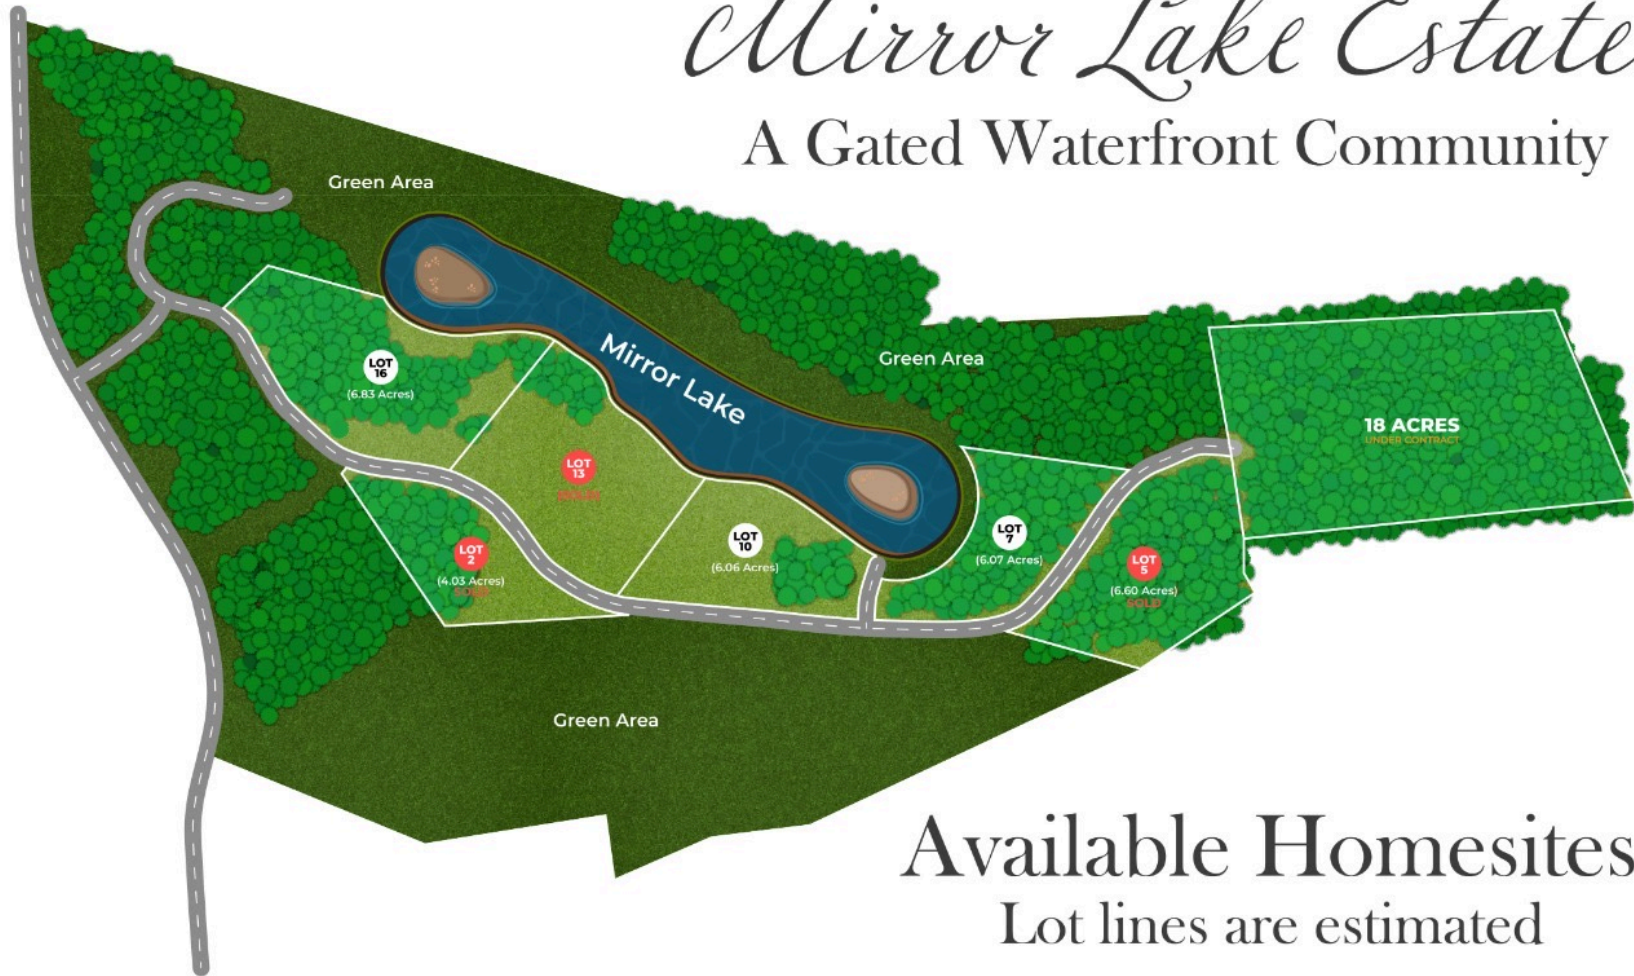 Mirror Lake Estate
A Gated Waterfront Community
Green Area
Mirror Lake
Green Area
LOT
16
(6.83 Acres)
18 ACRES
UNDER CONTRACT
LOT
13
LOT
10
(6.06 Acres)
LOT
7
(6.07 Acres)
LOT
2
(4.03 Acres)
SOLD
LOT
5
(6.60 Acres)
SOLD
Green Area
Available Homesites
Lot lines are estimated